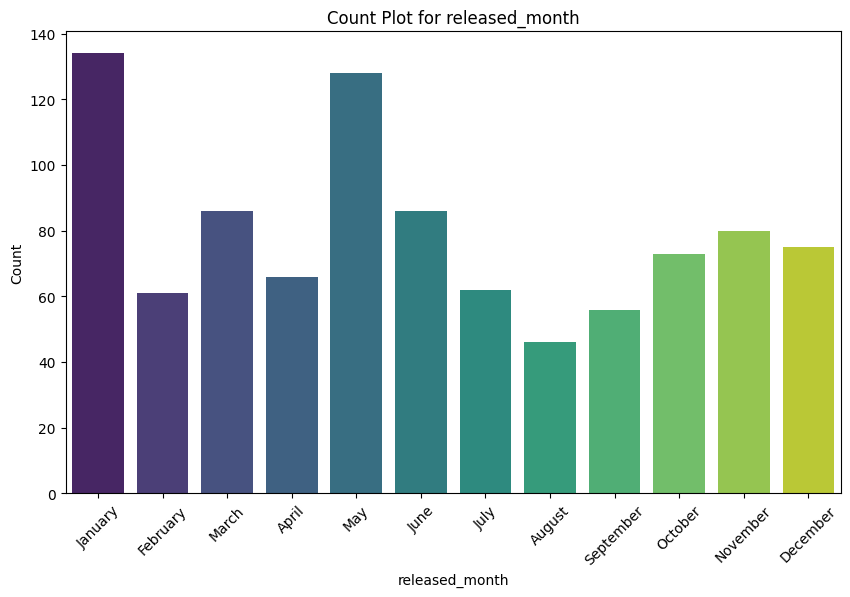 Count Plot for released_month
Count
140
120
100
80
60
40
20
0
January
February
March
April
May
June
July
August
September
October
November
December
released_month